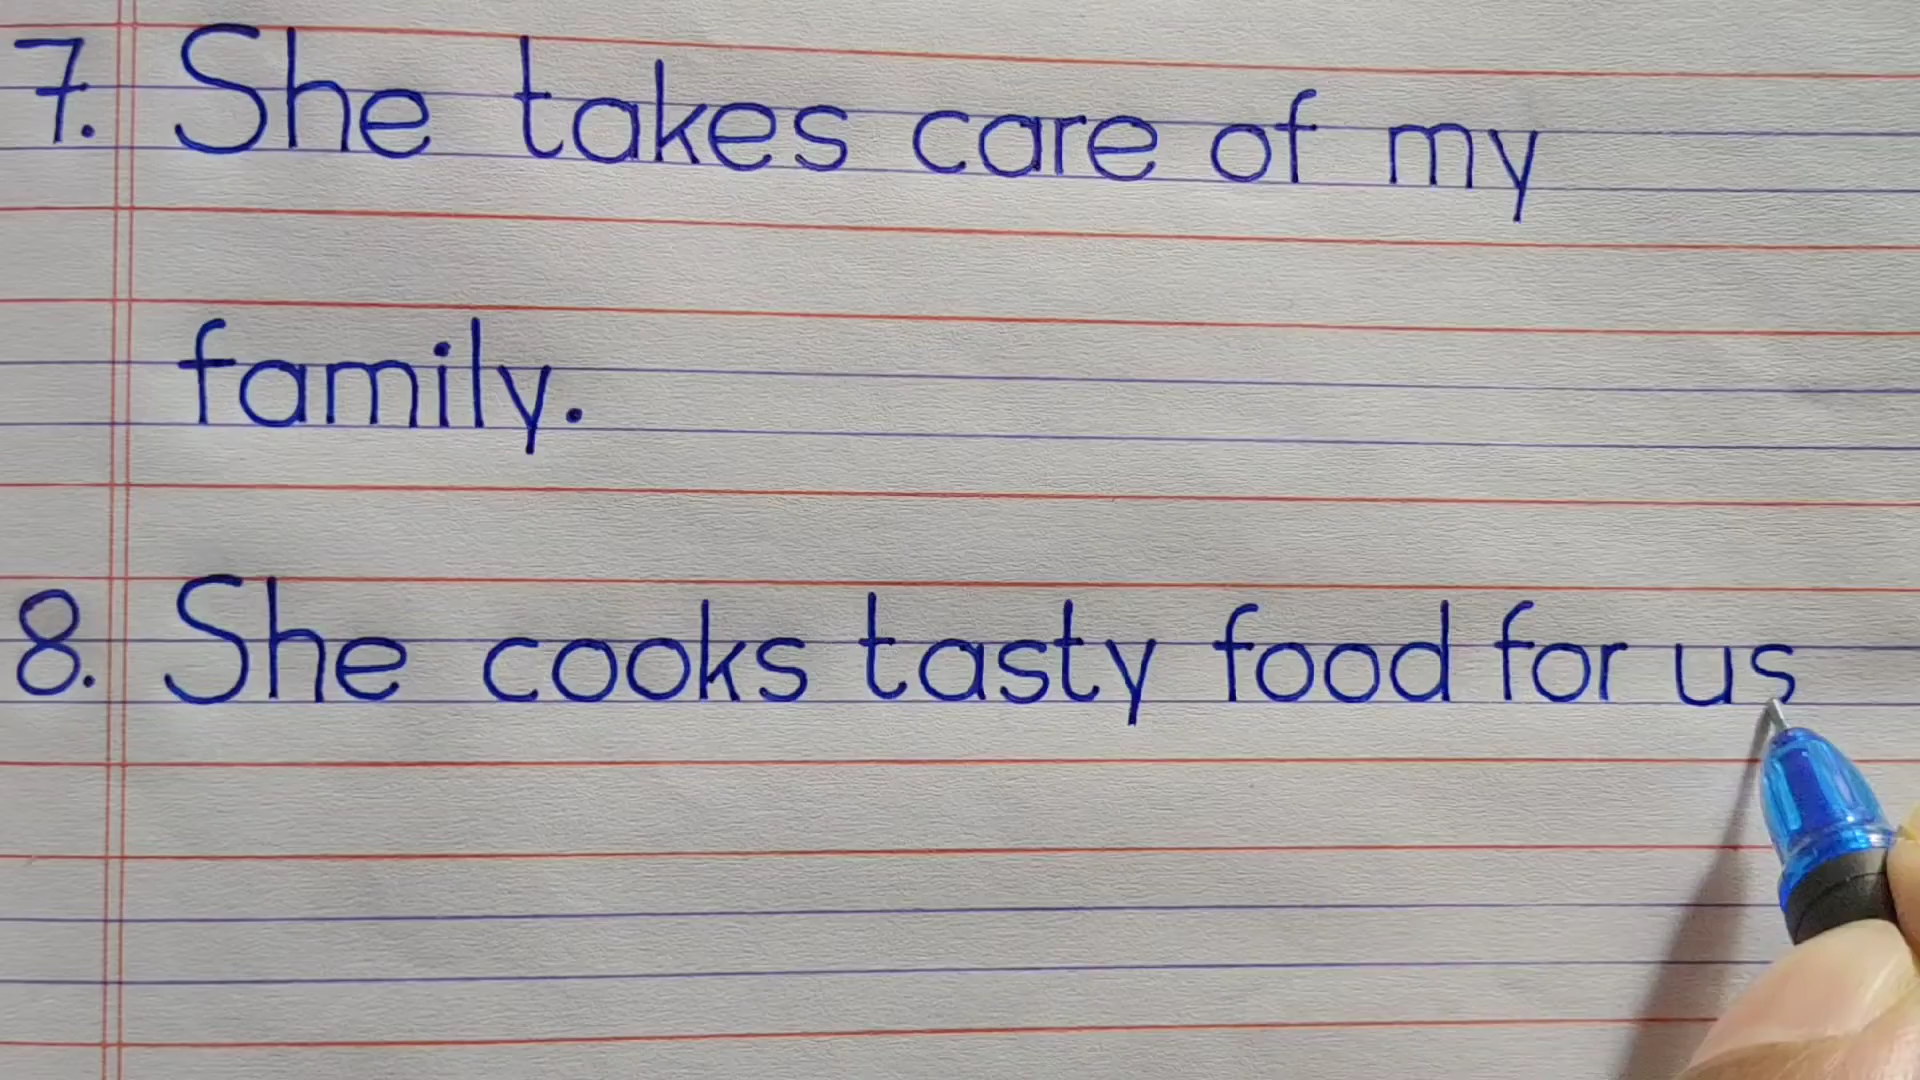 7. She takes care of my
family.
8. She cooks tasty food for us